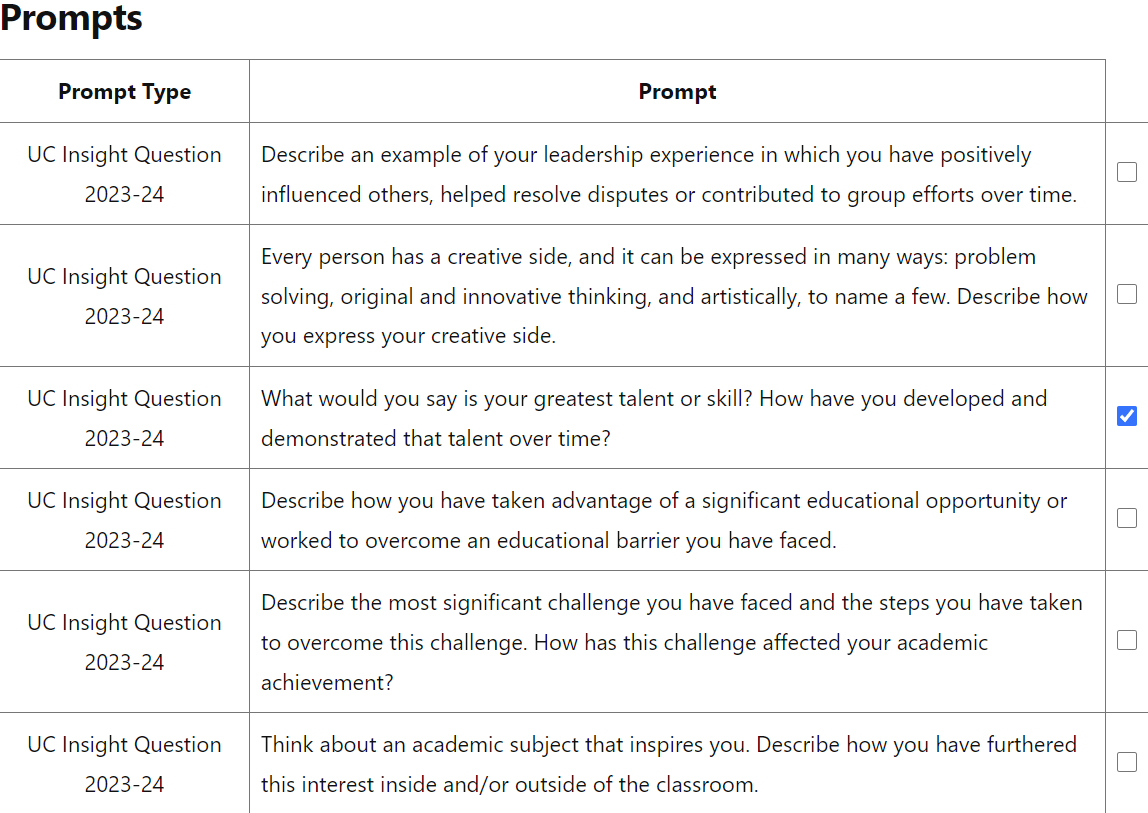 Prompts
Prompt Type
Prompt
UC Insight Question
2023-24
Describe an example of your leadership experience in which you have positively
influenced others, helped resolve disputes or contributed to group efforts over time.
UC Insight Question
2023-24
Every person has a creative side, and it can be expressed in many ways: problem
solving, original and innovative thinking, and artistically, to name a few. Describe how
you express your creative side.
UC Insight Question
2023-24
What would you say is your greatest talent or skill? How have you developed and
demonstrated that talent over time?
UC Insight Question
2023-24
Describe how you have taken advantage of a significant educational opportunity or
worked to overcome an educational barrier you have faced.
UC Insight Question
2023-24
Describe the most significant challenge you have faced and the steps you have taken
to overcome this challenge. How has this challenge affected your academic
achievement?
UC Insight Question
2023-24
Think about an academic subject that inspires you. Describe how you have furthered
this interest inside and/or outside of the classroom.